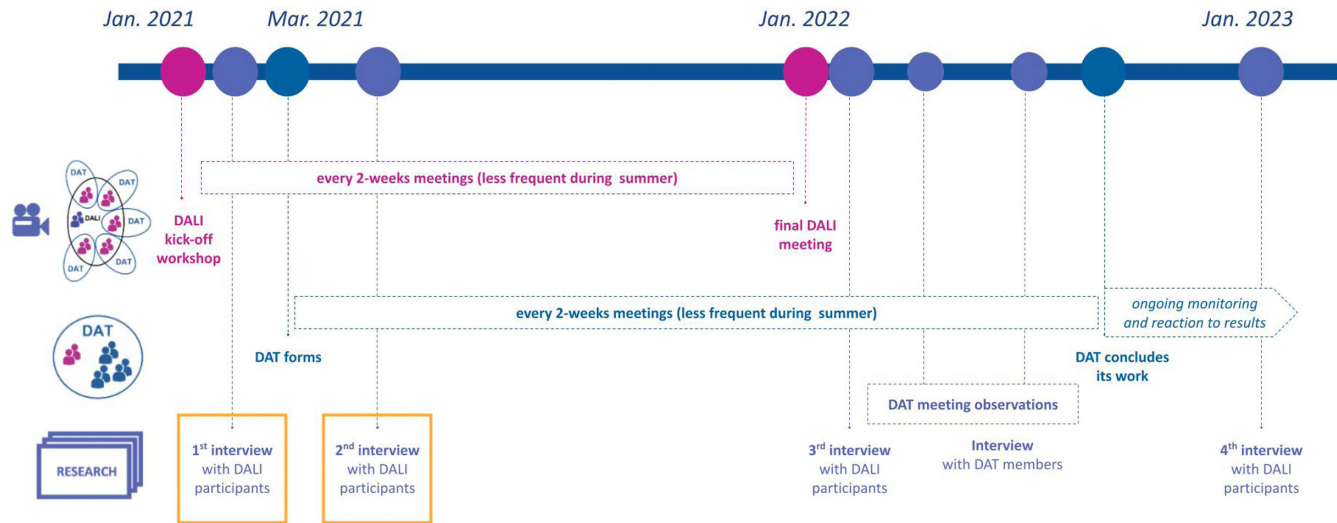 Jan. 2021
Mar. 2021
Jan. 2022
Jan. 2023
DAT
DAT
DAT
DALI
DAT
DAT
DAT
every 2-weeks meetings (less frequent during summer)
DALI
kick-off
workshop
final DALI
meeting
DAT
every 2-weeks meetings (less frequent during summer)
ongoing monitoring
and reaction to results
DAT forms
DAT concludes
its work
RESEARCH
1st interview
with DALI
participants
2nd interview
with DALI
participants
3rd interview
with DALI
participants
DAT meeting observations
Interview
with DAT members
4th interview
with DALI
participants